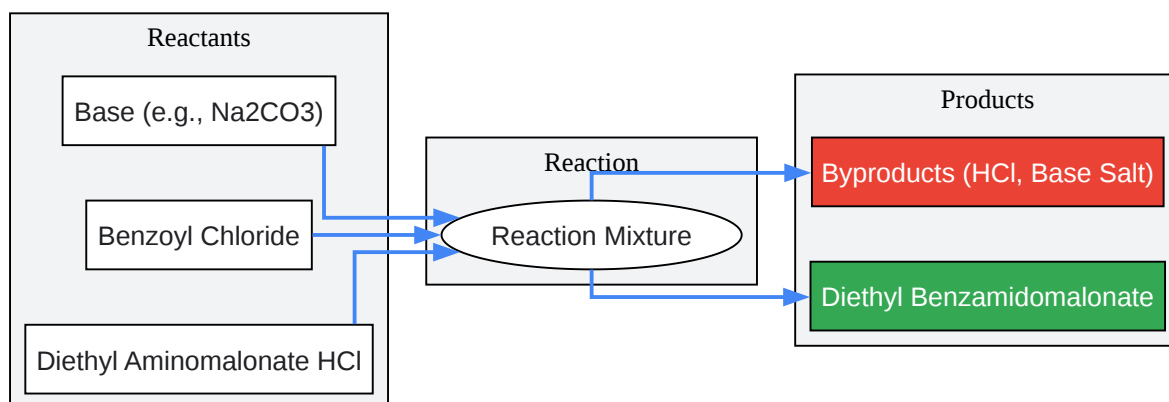 Reactants
Base (e.g., Na2CO3)
Benzoyl Chloride
Diethyl Aminomalonate HCl
Reaction
Reaction Mixture
Products
Byproducts (HCl, Base Salt)
Diethyl Benzamidomalonate